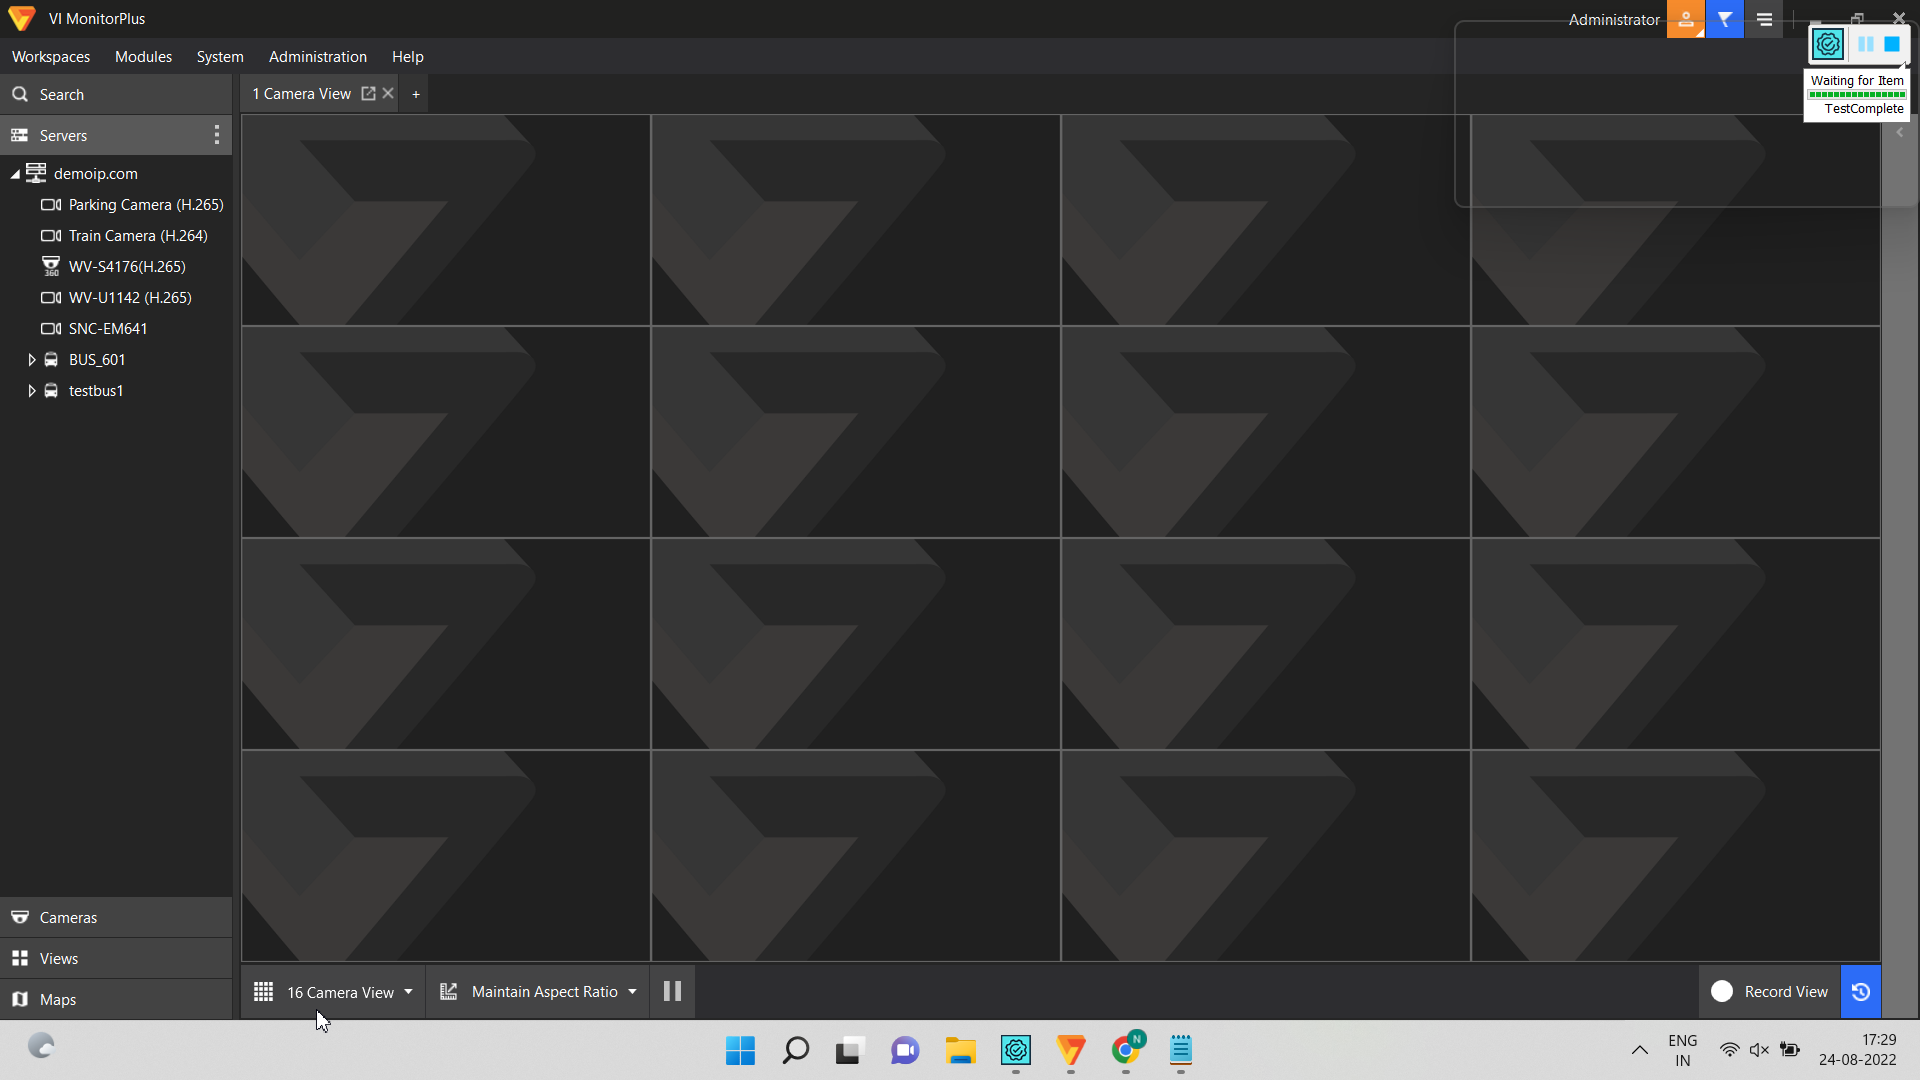 VI MonitorPlus
Administrator
Workspaces Modules System Administration Help
Waiting for Item
TestComplete
Search
1 Camera View
+
Servers
demoip.com
Parking Camera (H.265)
Train Camera (H.264)
360
WV-S4176(H.265)
WV-U1142 (H.265)
SNC-EM641
BUS_601
testbus1
Cameras
Views
Maps
16 Camera View
Maintain Aspect Ratio
Record View
N
ENG
IN
17:29
24-08-2022